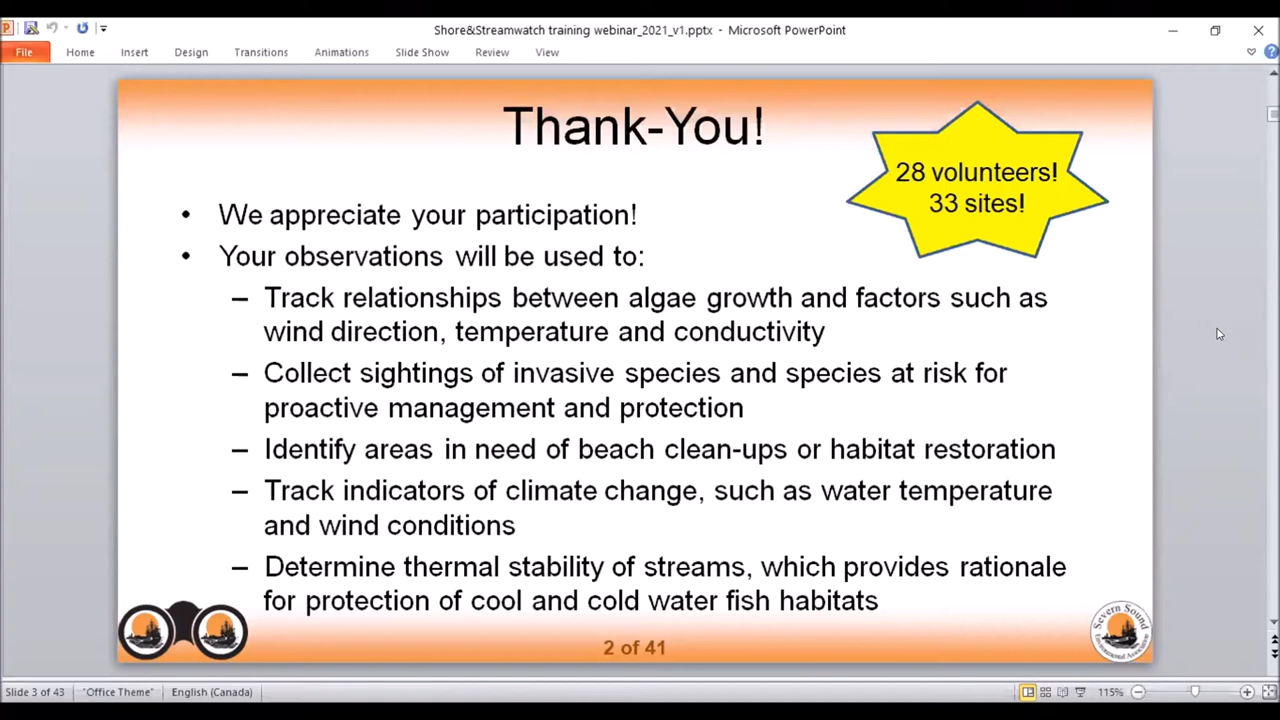 Shore&Streamwatch training webinar_2021_v1.pptx - Microsoft PowerPoint
File Home Insert Design Transitions Animations Slide Show Review View
Thank-You!
28 volunteers!
33 sites!
• We appreciate your participation!
• Your observations will be used to:
– Track relationships between algae growth and factors such as
wind direction, temperature and conductivity
– Collect sightings of invasive species and species at risk for
proactive management and protection
– Identify areas in need of beach clean-ups or habitat restoration
– Track indicators of climate change, such as water temperature
and wind conditions
– Determine thermal stability of streams, which provides rationale
for protection of cool and cold water fish habitats
2 of 41
Severn Sound
Environmental Association
Slide 3 of 43 "Office Theme" English (Canada) 115%